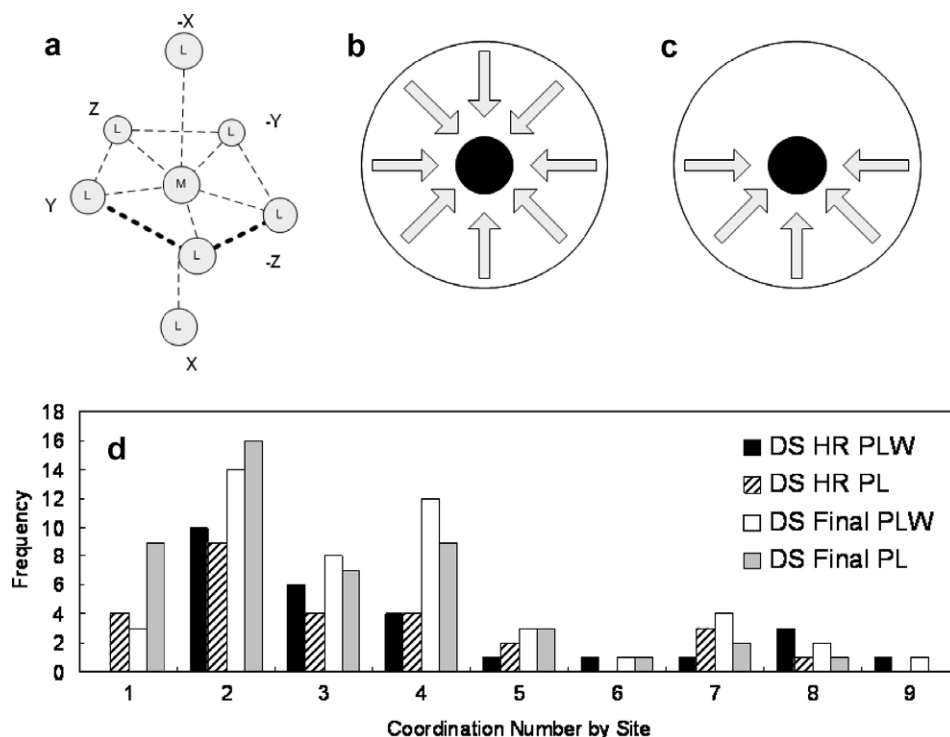 a
b
c
-X
L
Z
L
L
-Y
M
Y
L
L
L
-Z
L
X
d
18
16
14
12
10
8
6
4
2
0
Frequency
DS HR PLW
DS HR PL
DS Final PLW
DS Final PL
1 2 3 4 5 6 7 8 9
Coordination Number by Site